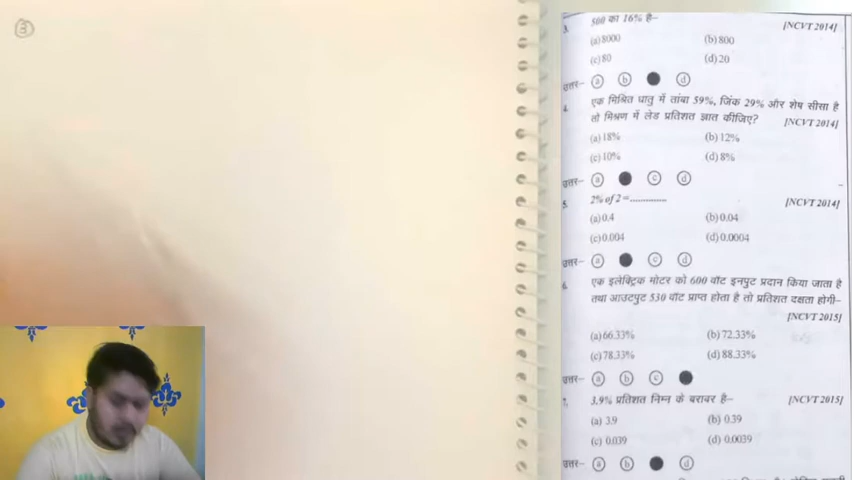 ③
3. 500 का 16% है– [NCVT 2014]
(a) 8000 (b) 800
(c) 80 (d) 20
उत्तर– ⓐ ⓑ ● ⓓ
4. एक मिश्रित धातु में तांबा 59%, जिंक 29% और शेष सीसा है
तो मिश्रण में लेड प्रतिशत ज्ञात कीजिए? [NCVT 2014]
(a) 18% (b) 12%
(c) 10% (d) 8%
उत्तर– ⓐ ● ⓒ ⓓ
5. 2% of 2 =.............. [NCVT 2014]
(a) 0.4 (b) 0.04
(c) 0.004 (d) 0.0004
उत्तर– ⓐ ● ⓒ ⓓ
6. एक इलेक्ट्रिक मोटर को 600 वॉट इनपुट प्रदान किया जाता है
तथा आउटपुट 530 वॉट प्राप्त होता है तो प्रतिशत दक्षता होगी–
[NCVT 2015]
(a) 66.33% (b) 72.33%
(c) 78.33% (d) 88.33%
उत्तर– ⓐ ⓑ ⓒ ●
7. 3.9% प्रतिशत निम्न के बराबर है– [NCVT 2015]
(a) 3.9 (b) 0.39
(c) 0.039 (d) 0.0039
उत्तर– ⓐ ⓑ ● ⓓ